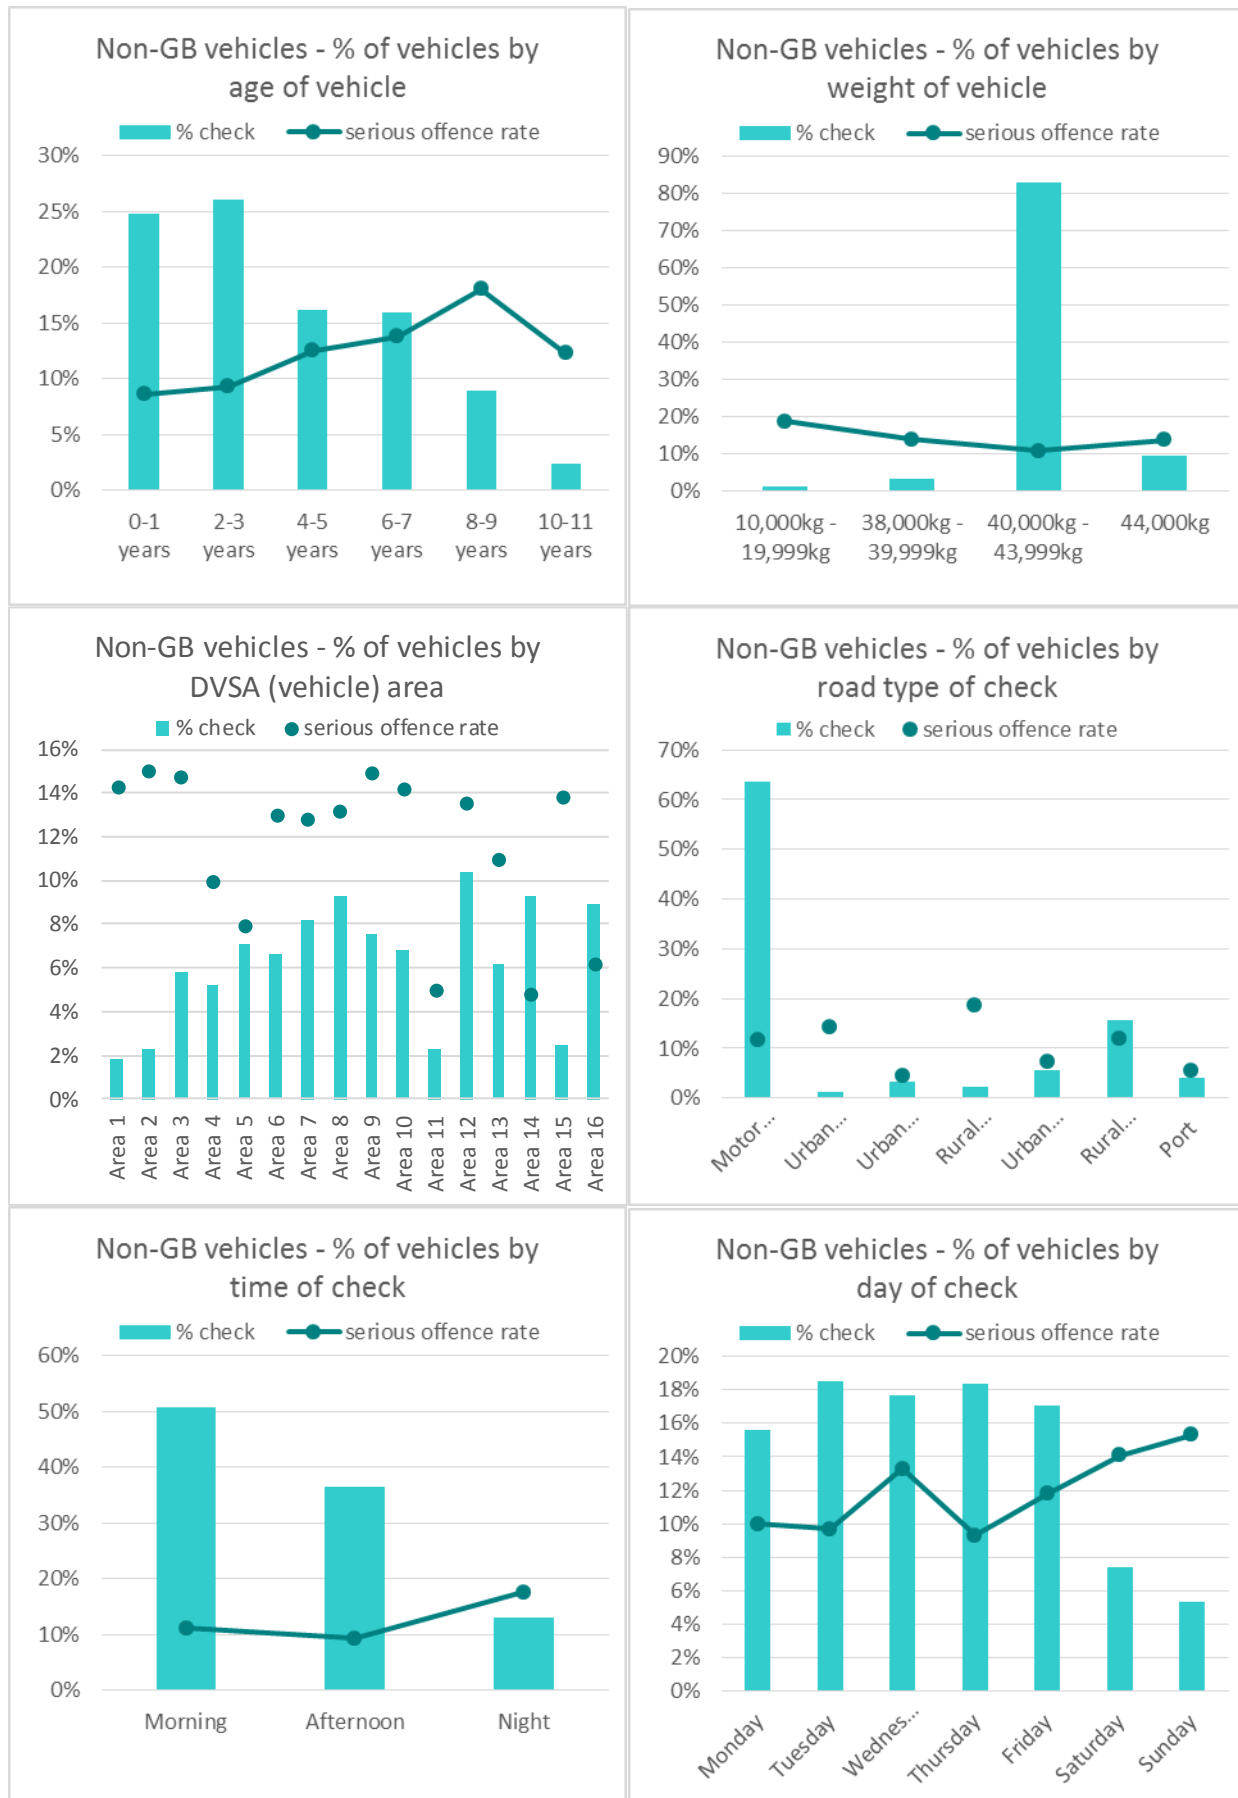 Non-GB vehicles - % of vehicles by
age of vehicle
% check serious offence rate
30%
25%
20%
15%
10%
5%
0%
0-1 2-3 4-5 6-7 8-9 10-11
years years years years years years
Non-GB vehicles - % of vehicles by
weight of vehicle
% check serious offence rate
90%
80%
70%
60%
50%
40%
30%
20%
10%
0%
10,000kg - 38,000kg - 40,000kg - 44,000kg
19,999kg 39,999kg 43,999kg
Non-GB vehicles - % of vehicles by
DVSA (vehicle) area
% check serious offence rate
16%
14%
12%
10%
8%
6%
4%
2%
0%
Area 1
Area 2
Area 3
Area 4
Area 5
Area 6
Area 7
Area 8
Area 9
Area 10
Area 11
Area 12
Area 13
Area 14
Area 15
Area 16
Non-GB vehicles - % of vehicles by
road type of check
% check serious offence rate
70%
60%
50%
40%
30%
20%
10%
0%
Motor...
Urban...
Urban...
Rural...
Urban...
Rural...
Port
Non-GB vehicles - % of vehicles by
time of check
% check serious offence rate
60%
50%
40%
30%
20%
10%
0%
Morning Afternoon Night
Non-GB vehicles - % of vehicles by
day of check
% check serious offence rate
20%
18%
16%
14%
12%
10%
8%
6%
4%
2%
0%
Monday
Tuesday
Wednes...
Thursday
Friday
Saturday
Sunday